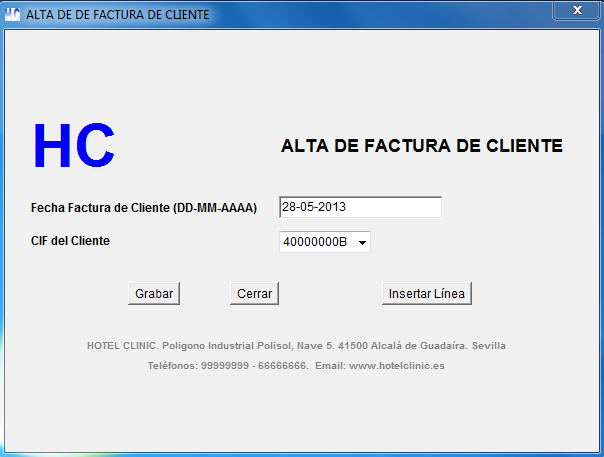 ALTA DE DE FACTURA DE CLIENTE
HC
ALTA DE FACTURA DE CLIENTE
Fecha Factura de Cliente (DD-MM-AAAA) 28-05-2013
CIF del Cliente 40000000B
Grabar Cerrar Insertar Línea
HOTEL CLINIC. Poligono Industrial Polisol, Nave 5. 41500 Alcalá de Guadaíra. Sevilla
Teléfonos: 99999999 - 66666666. Email: www.hotelclinic.es